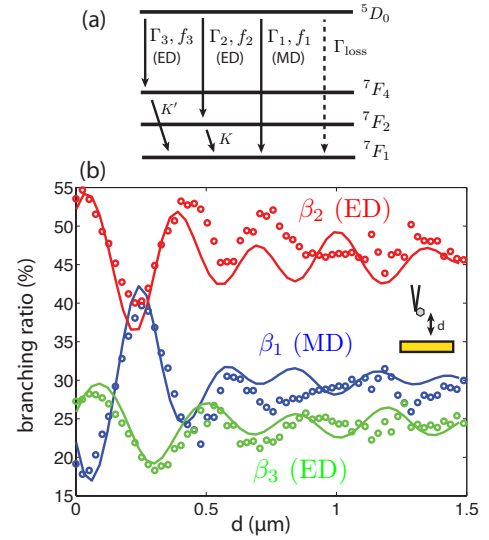 (a)
⁵D₀
Γ₃, f₃
(ED)
Γ₂, f₂
(ED)
Γ₁, f₁
(MD)
Γloss
⁷F₄
K′
⁷F₂
K
⁷F₁
(b)
55
50
45
40
35
30
25
20
15
branching ratio (%)
β₂ (ED)
d
β₁ (MD)
β₃ (ED)
0
0.5
1
1.5
d (μm)